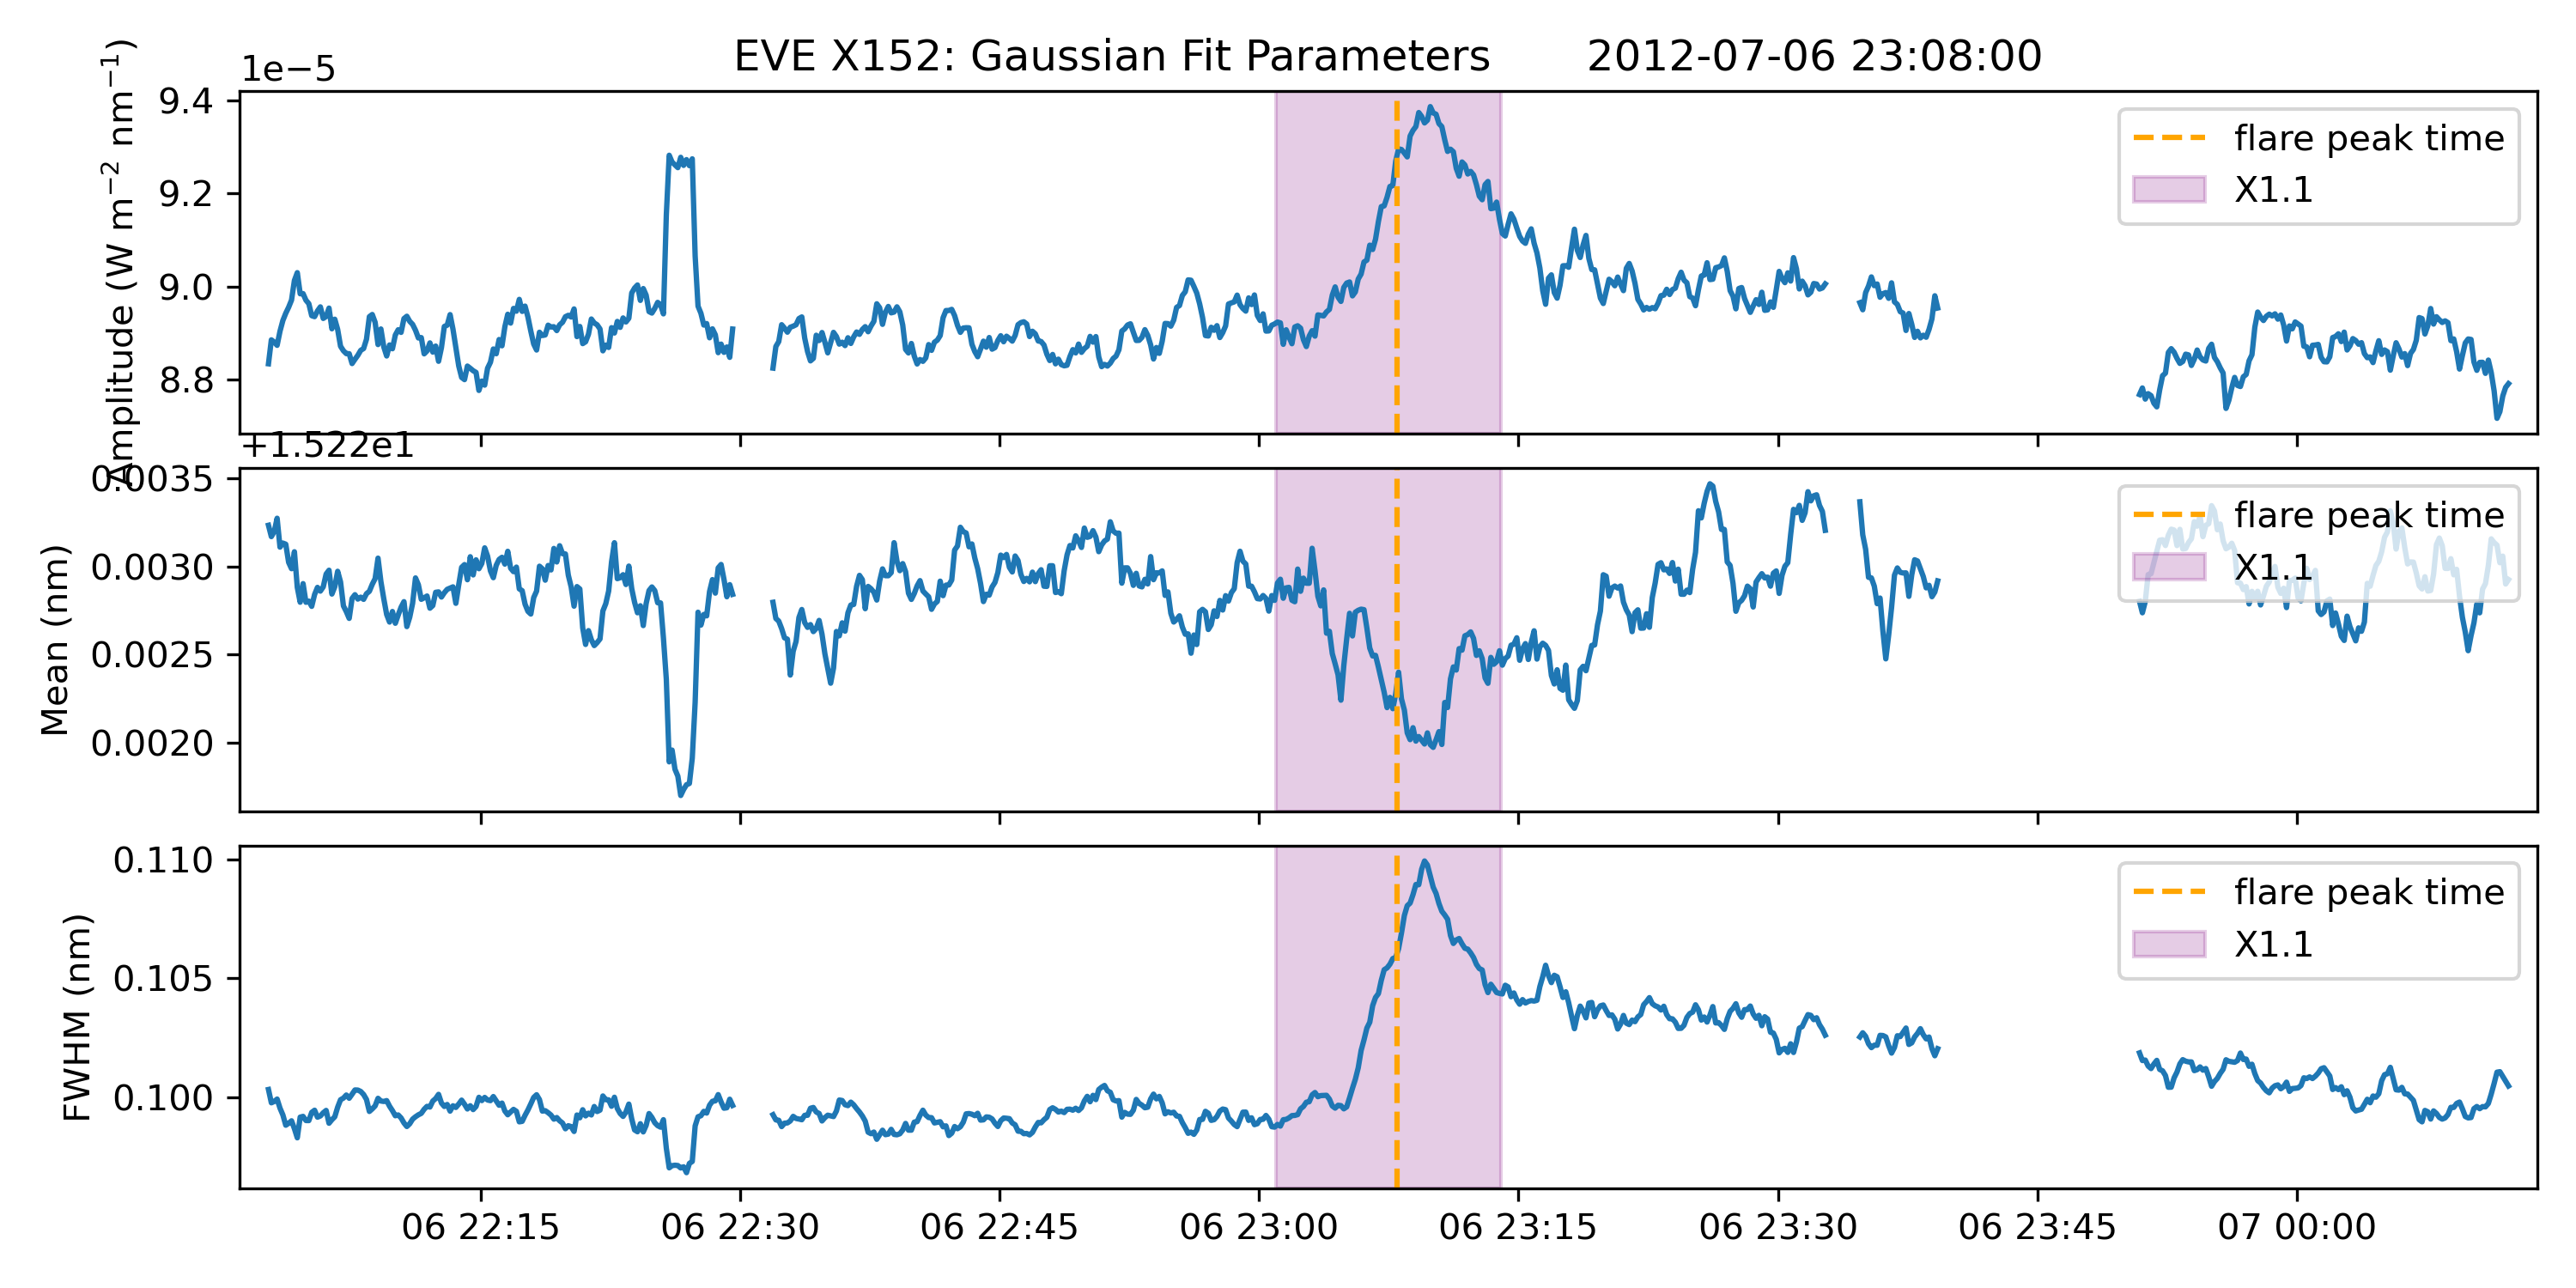 EVE X152: Gaussian Fit Parameters 2012-07-06 23:08:00
1e−5
Amplitude (W m⁻² nm⁻¹)
9.4
9.2
9.0
8.8
flare peak time
X1.1
+1.522e1
Mean (nm)
0.0035
0.0030
0.0025
0.0020
flare peak time
X1.1
FWHM (nm)
0.110
0.105
0.100
flare peak time
X1.1
06 22:15 06 22:30 06 22:45 06 23:00 06 23:15 06 23:30 06 23:45 07 00:00